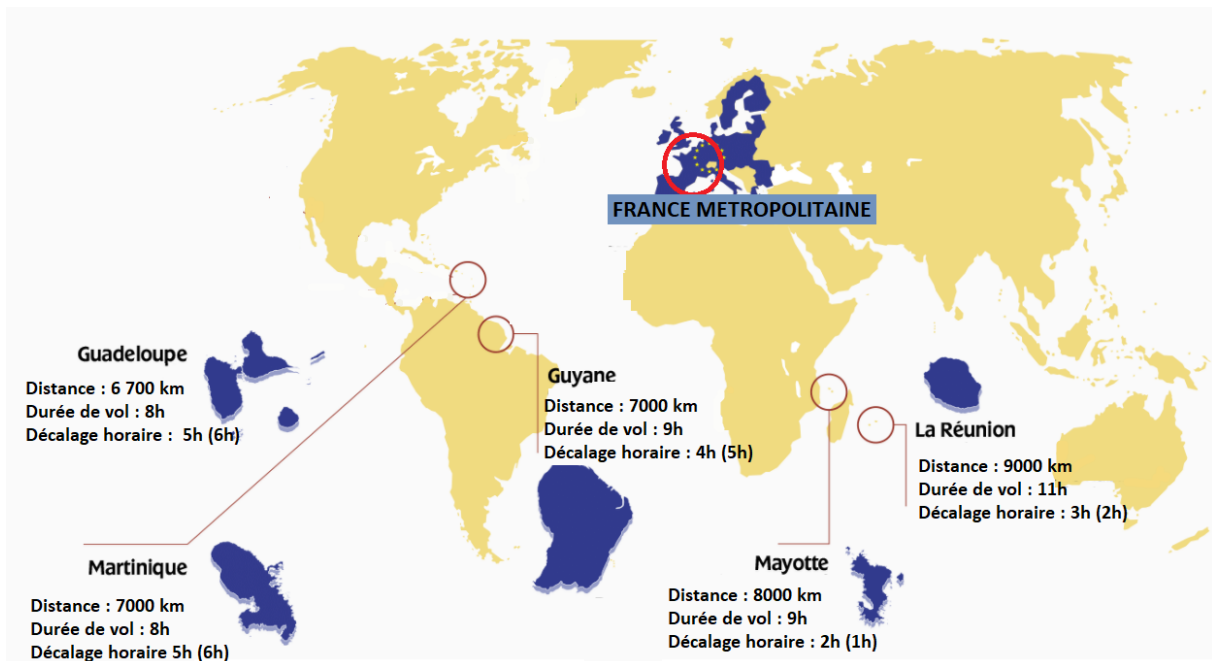 FRANCE METROPOLITAINE
Guadeloupe
Distance : 6 700 km
Durée de vol : 8h
Décalage horaire :  5h (6h)
Guyane
Distance : 7000 km
Durée de vol : 9h
Décalage horaire : 4h (5h)
La Réunion
Distance : 9000 km
Durée de vol : 11h
Décalage horaire : 3h (2h)
Martinique
Distance : 7000 km
Durée de vol : 8h
Décalage horaire 5h (6h)
Mayotte
Distance : 8000 km
Durée de vol : 9h
Décalage horaire : 2h (1h)